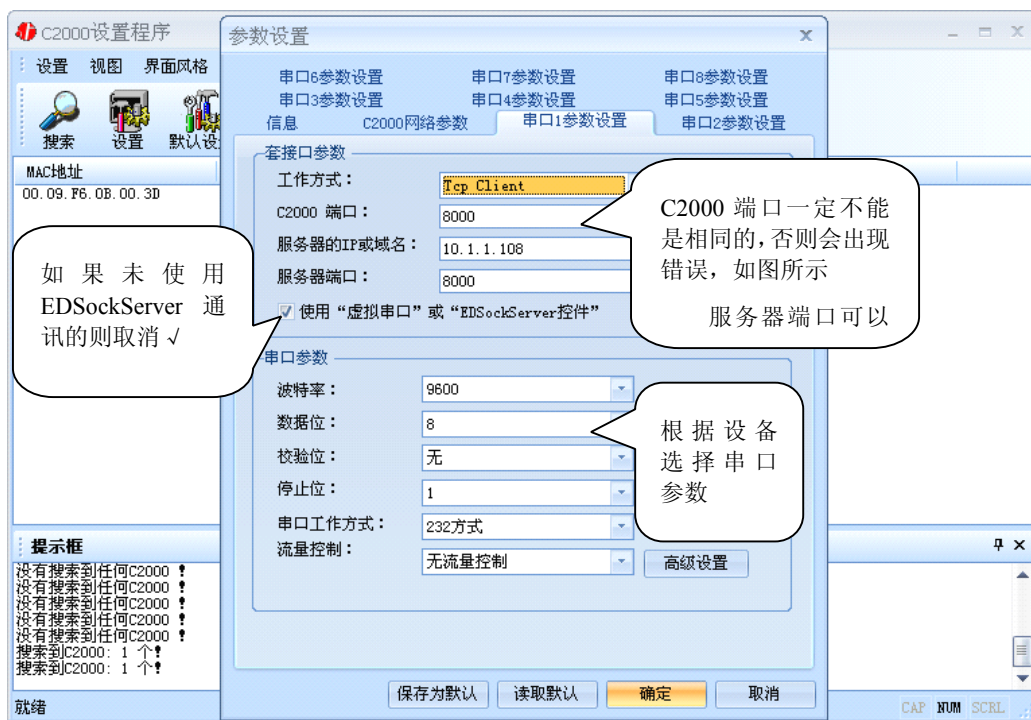 C2000设置程序
设置 视图 界面风格
搜索 设置 默认设
MAC地址
00.09.F6.0B.00.3D
参数设置
串口6参数设置 串口7参数设置 串口8参数设置
串口3参数设置 串口4参数设置 串口5参数设置
信息 C2000网络参数 串口1参数设置 串口2参数设置
套接口参数
工作方式： Tcp Client
C2000 端口： 8000
服务器的IP或域名： 10.1.1.108
服务器端口： 8000
使用“虚拟串口”或“EDSockServer控件”
C2000 端口一定不能
是相同的，否则会出现
错误，如图所示
服务器端口可以
如果未使用
EDSockServer 通
讯的则取消√
串口参数
波特率： 9600
数据位： 8
校验位： 无
停止位： 1
串口工作方式： 232方式
流量控制： 无流量控制
高级设置
根据设备
选择串口
参数
提示框
没有搜索到任何C2000 ！
没有搜索到任何C2000 ！
没有搜索到任何C2000 ！
没有搜索到任何C2000 ！
没有搜索到任何C2000 ！
搜索到C2000: 1 个！
搜索到C2000: 1 个！
保存为默认 读取默认 确定 取消
就绪
CAP NUM SCRL